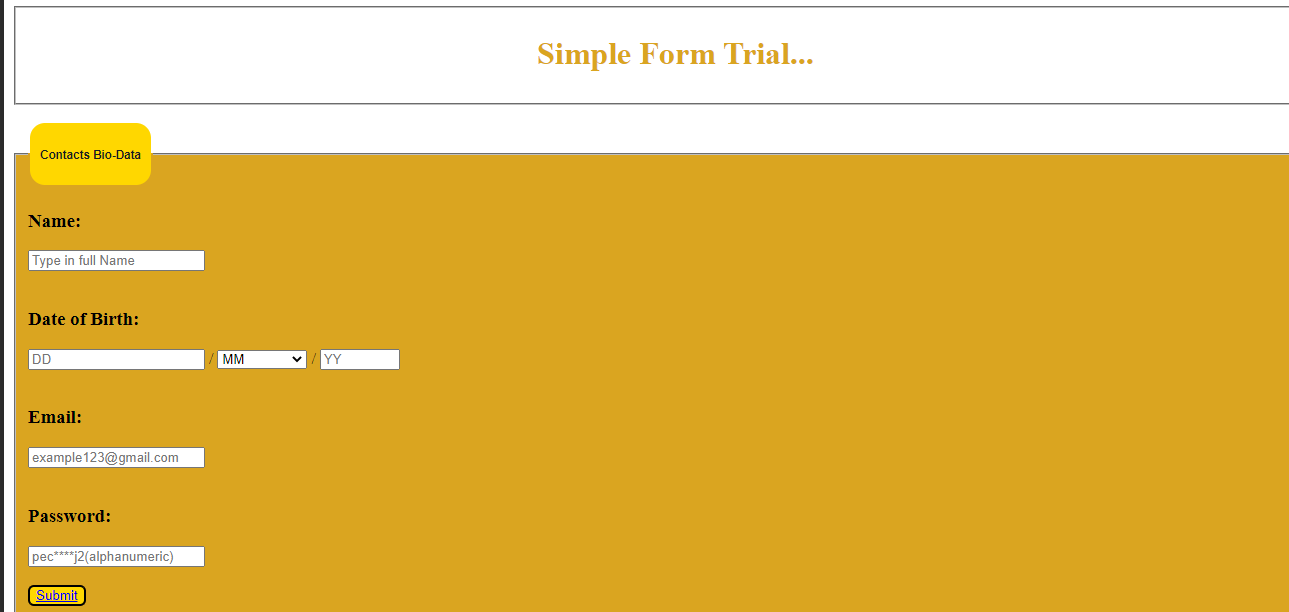 Simple Form Trial...
Contacts Bio-Data
Name:
Type in full Name
Date of Birth:
DD / MM / YY
Email:
example123@gmail.com
Password:
pec****j2(alphanumeric)
Submit